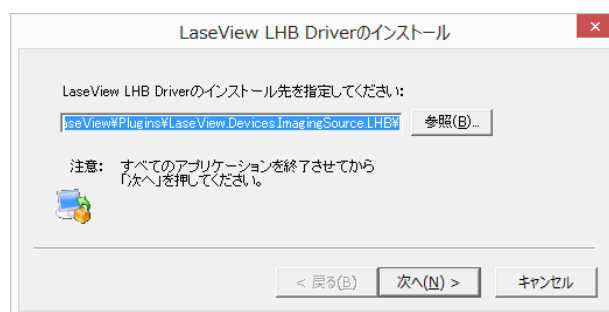 LaseView LHB Driverのインストール
LaseView LHB Driverのインストール先を指定してください:
aseView¥Plugins¥LaseView.Devices.ImagingSource.LHB¥
参照(B)...
注意: すべてのアプリケーションを終了させてから
「次へ」を押してください。
< 戻る(B)
次へ(N) >
キャンセル